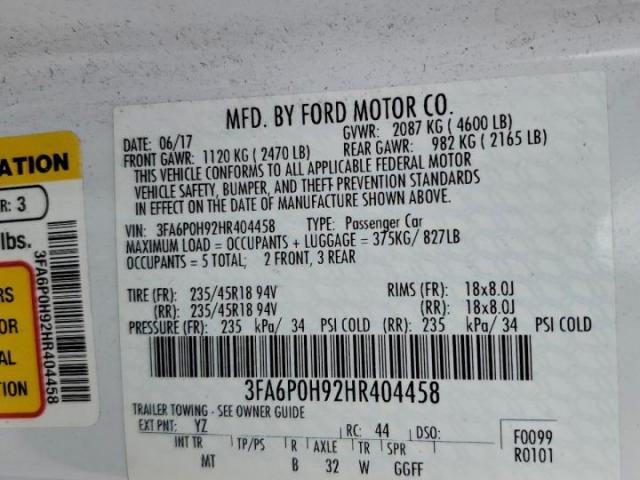 MFD. BY FORD MOTOR CO.
DATE: 06/17 GVWR: 2087 KG ( 4600 LB)
FRONT GAWR: 1120 KG ( 2470 LB) REAR GAWR: 982 KG ( 2165 LB)
THIS VEHICLE CONFORMS TO ALL APPLICABLE FEDERAL MOTOR
VEHICLE SAFETY, BUMPER, AND THEFT PREVENTION STANDARDS
IN EFFECT ON THE DATE OF MANUFACTURE SHOWN ABOVE.
VIN: 3FA6P0H92HR404458 TYPE: Passenger Car
MAXIMUM LOAD = OCCUPANTS + LUGGAGE = 375KG/ 827LB
OCCUPANTS = 5 TOTAL; 2 FRONT, 3 REAR
TIRE (FR): 235/45R18 94V RIMS (FR): 18x8.0J
(RR): 235/45R18 94V (RR): 18x8.0J
PRESSURE (FR): 235 kPa/ 34 PSI COLD (RR): 235 kPa/ 34 PSI COLD
3FA6P0H92HR404458
TRAILER TOWING - SEE OWNER GUIDE
EXT PNT: YZ RC: 44 DSO: F0099
INT TR TP/PS R AXLE TR SPR R0101
MT B 32 W GGFF
ATION
R: 3
lbs.
RS
OR
AL
TION
3FA6P0H92HR404458